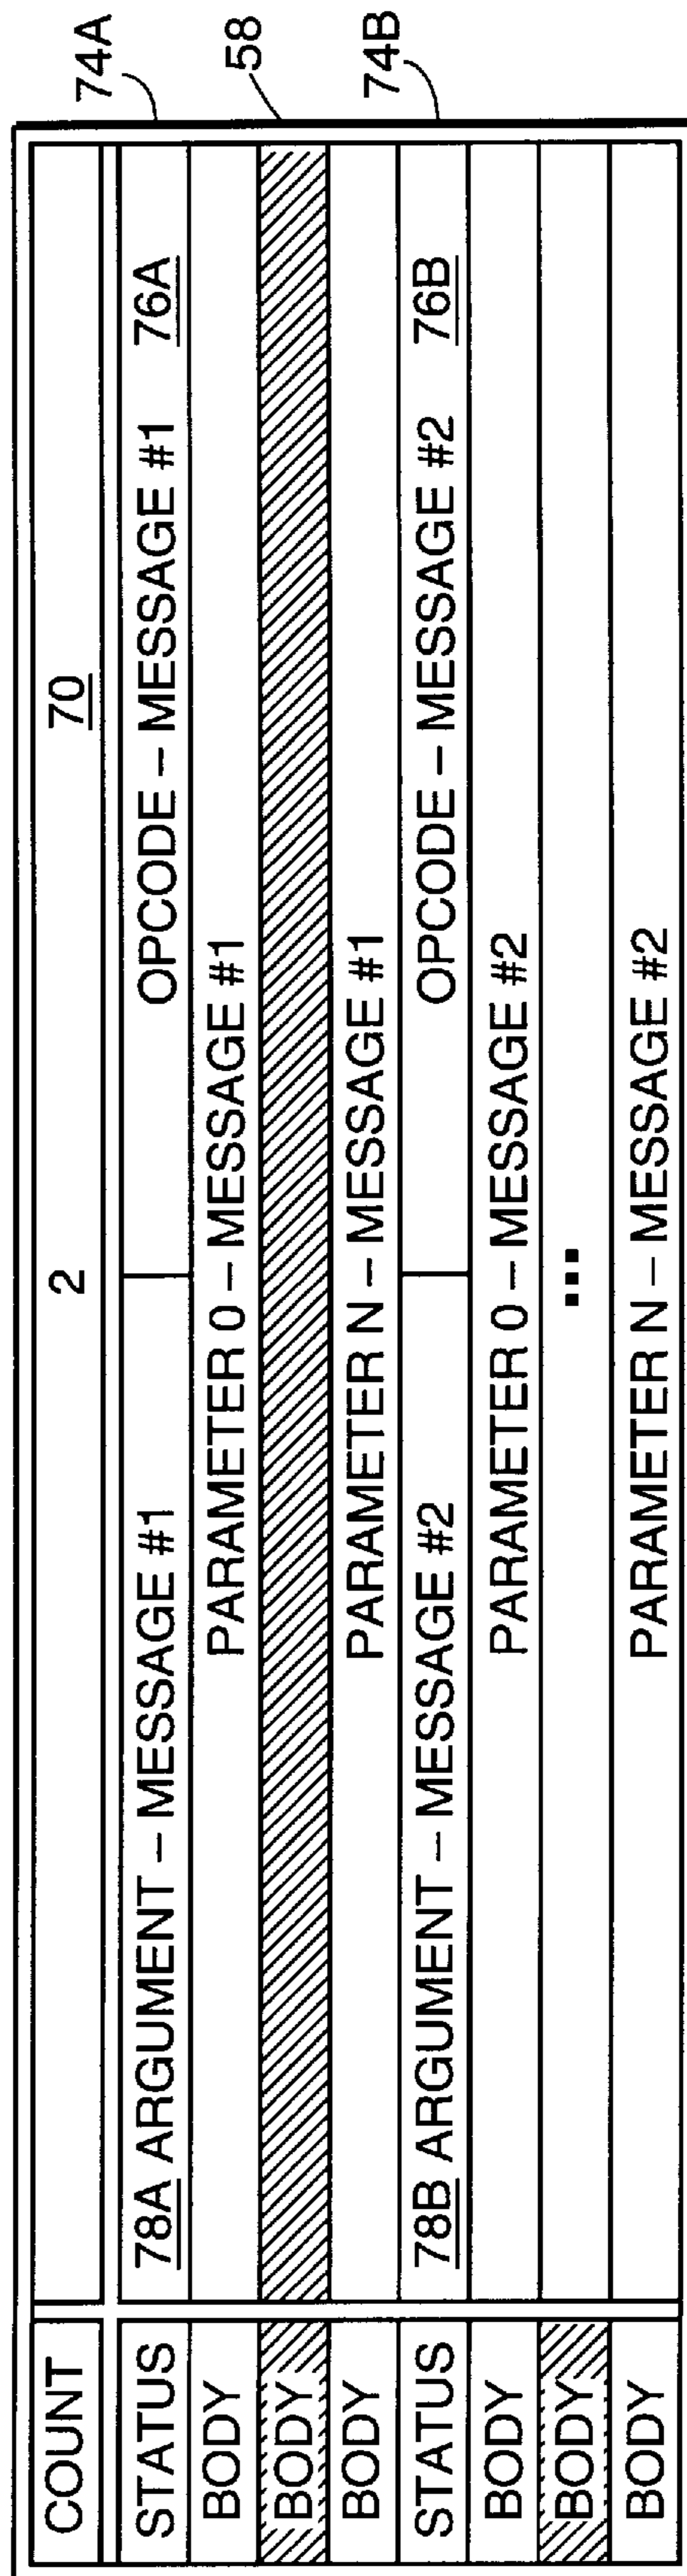 COUNT 2 70
STATUS 78A ARGUMENT – MESSAGE #1 OPCODE – MESSAGE #1 76A 74A
BODY PARAMETER 0 – MESSAGE #1
BODY 58
BODY PARAMETER N – MESSAGE #1
STATUS 78B ARGUMENT – MESSAGE #2 OPCODE – MESSAGE #2 76B 74B
BODY PARAMETER 0 – MESSAGE #2
BODY ...
BODY PARAMETER N – MESSAGE #2